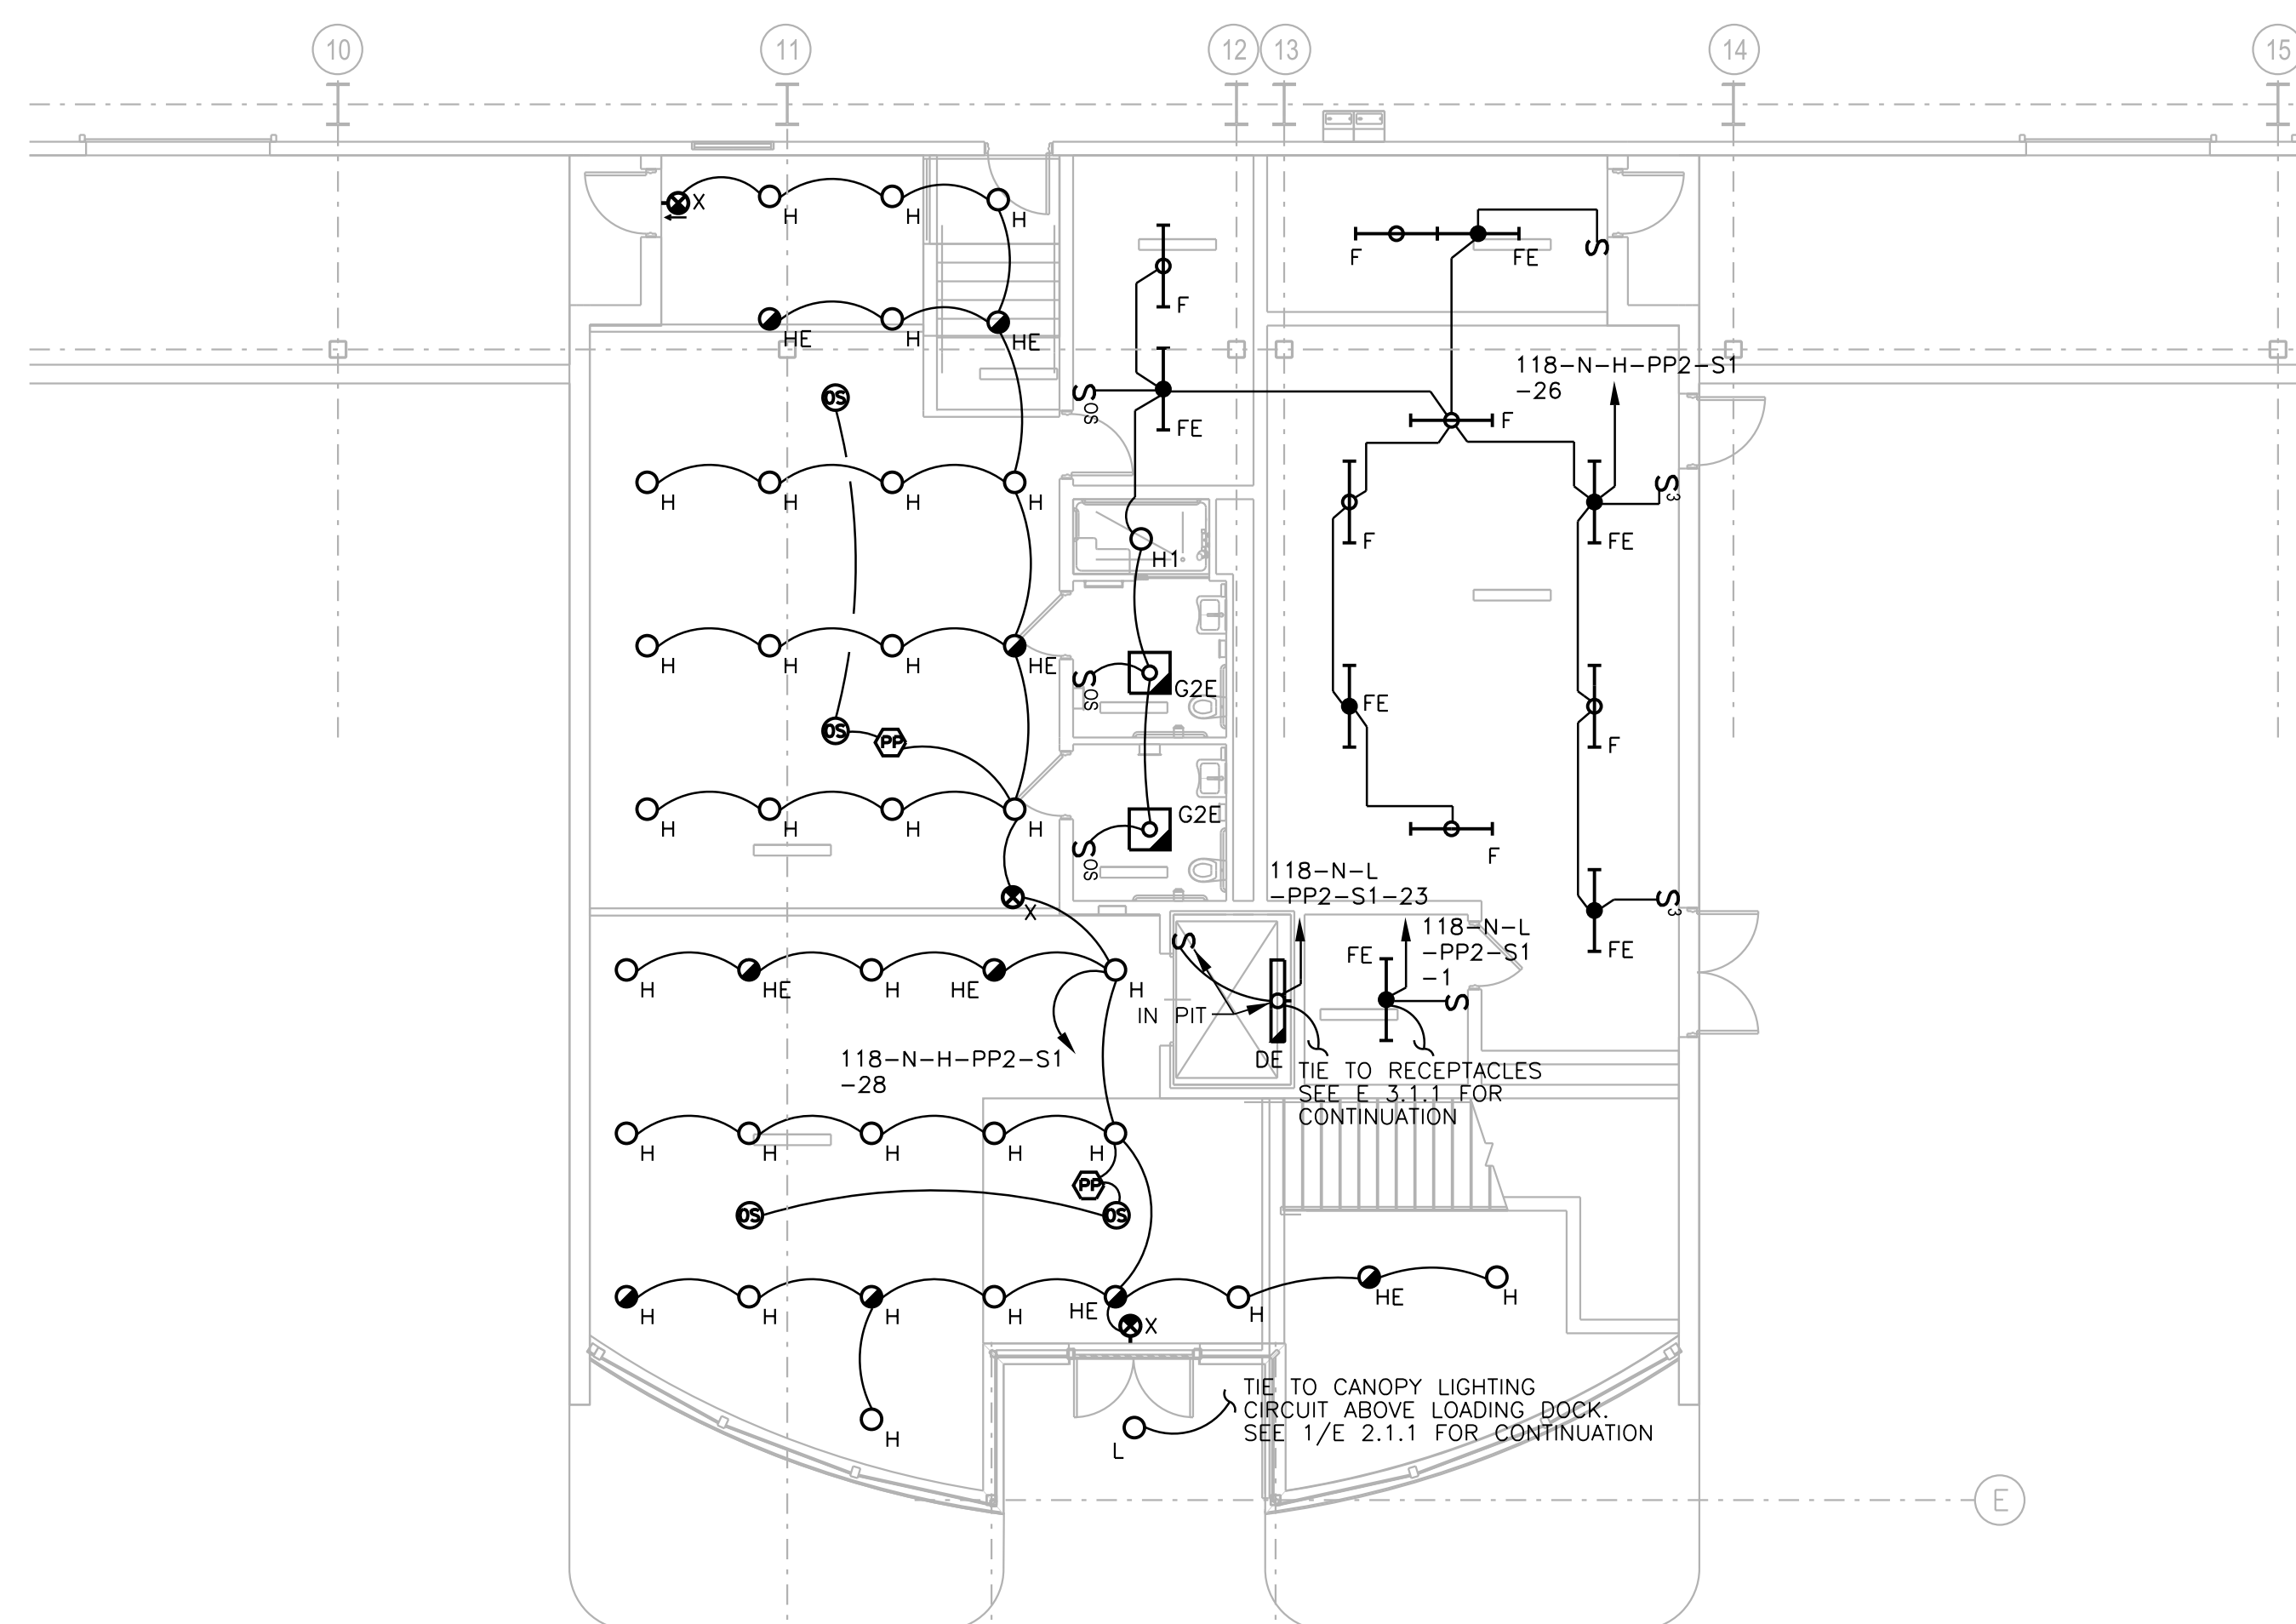 10
11
12
13
14
15
X
H
H
H
F
F
FE
S
HE
H
HE
118-N-H-PP2-S1
-26
OS
S
OS
FE
F
H
H
H
H
F
FE
S
3
H1
H
H
H
HE
S
OS
G2E
FE
F
OS
PP
H
H
H
H
S
OS
G2E
F
118-N-L
-PP2-S1-23
X
S
3
FE
118-N-L
-PP2-S1
-1
S
FE
H
HE
H
HE
H
IN PIT
S
DE
118-N-H-PP2-S1
-28
TIE TO RECEPTACLES
SEE E 3.1.1 FOR
CONTINUATION
H
H
H
H
H
PP
OS
OS
H
H
H
H
HE
H
HE
H
X
TIE TO CANOPY LIGHTING
CIRCUIT ABOVE LOADING DOCK.
SEE 1/E 2.1.1 FOR CONTINUATION
H
L
E